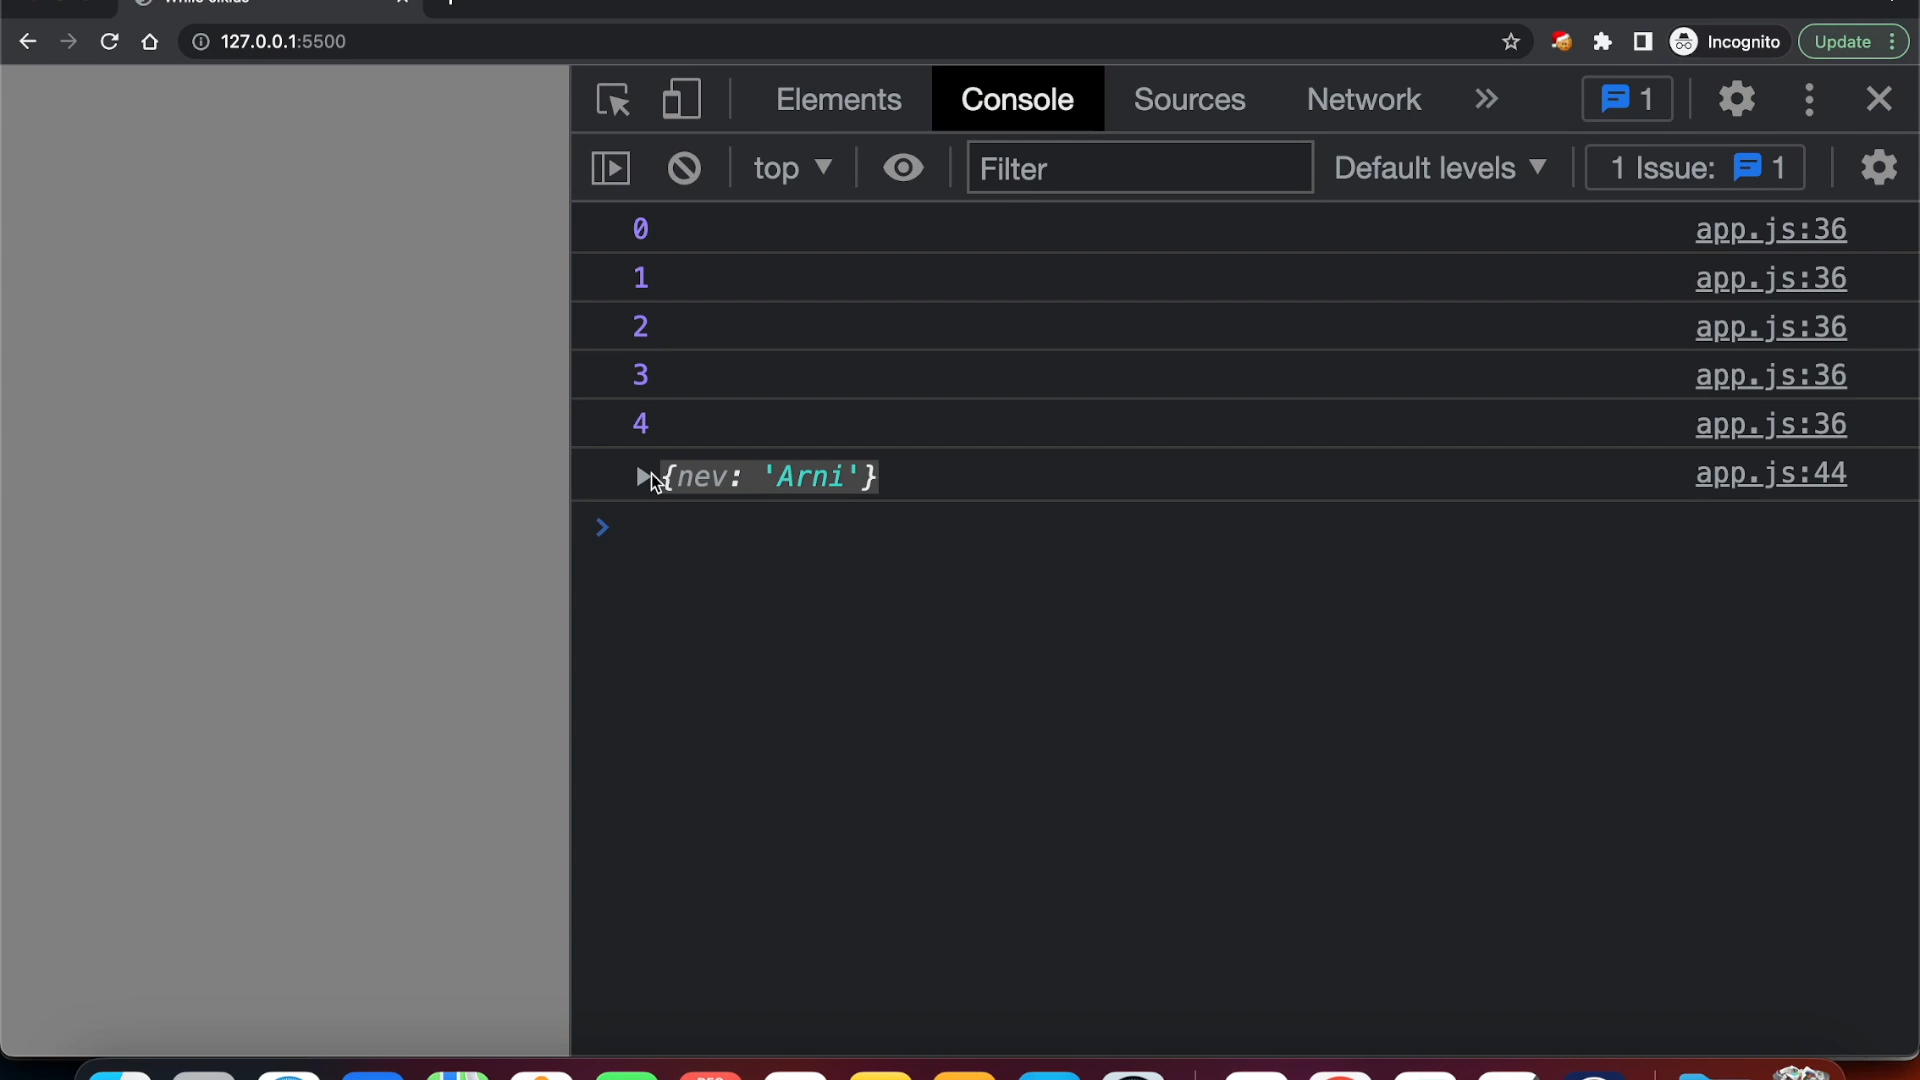 127.0.0.1:5500
Incognito
Update
Elements Console Sources Network 1
top Filter Default levels 1 Issue: 1
0 app.js:36
1 app.js:36
2 app.js:36
3 app.js:36
4 app.js:36
{nev: 'Arni'} app.js:44